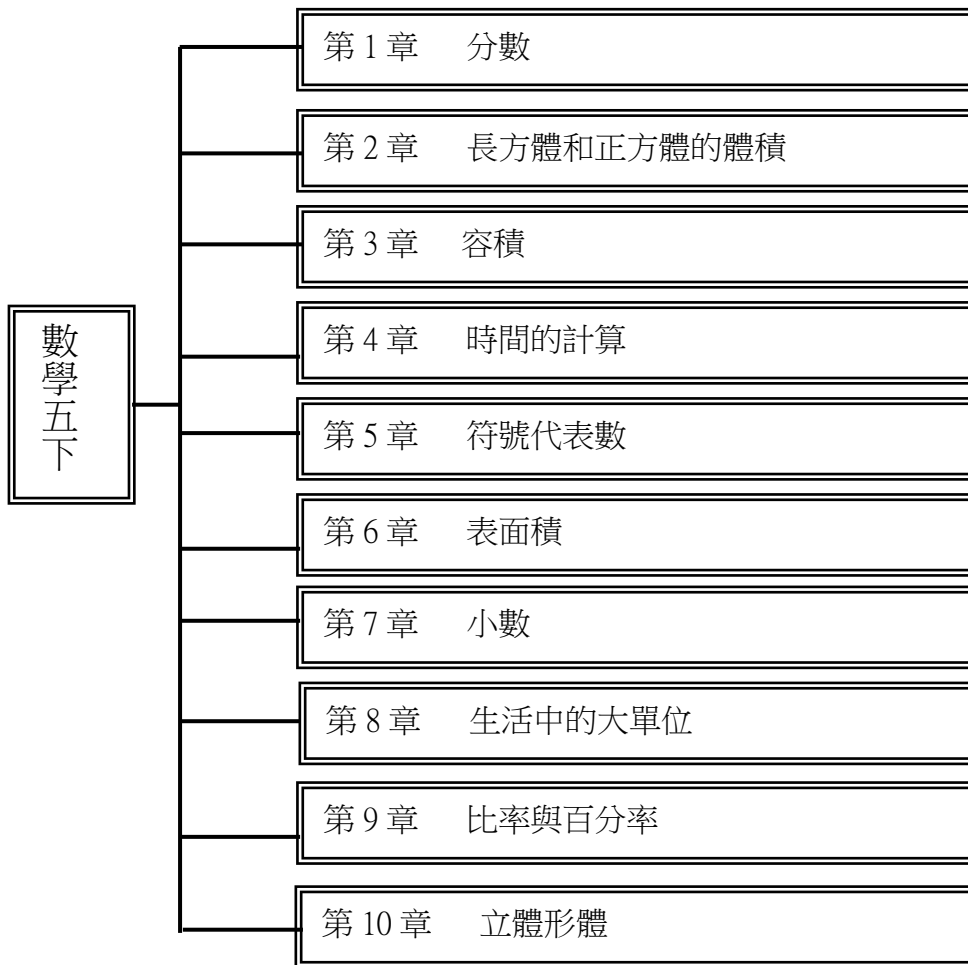 數學五下
第 1 章 分數
第 2 章 長方體和正方體的體積
第 3 章 容積
第 4 章 時間的計算
第 5 章 符號代表數
第 6 章 表面積
第 7 章 小數
第 8 章 生活中的大單位
第 9 章 比率與百分率
第 10 章 立體形體